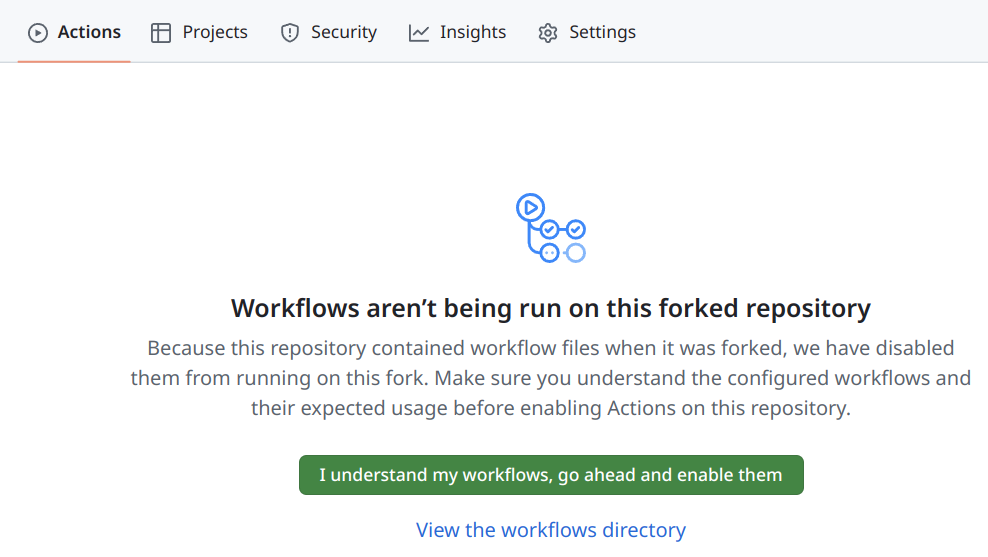 Actions Projects Security Insights Settings
Workflows aren’t being run on this forked repository
Because this repository contained workflow files when it was forked, we have disabled
them from running on this fork. Make sure you understand the configured workflows and
their expected usage before enabling Actions on this repository.
I understand my workflows, go ahead and enable them
View the workflows directory